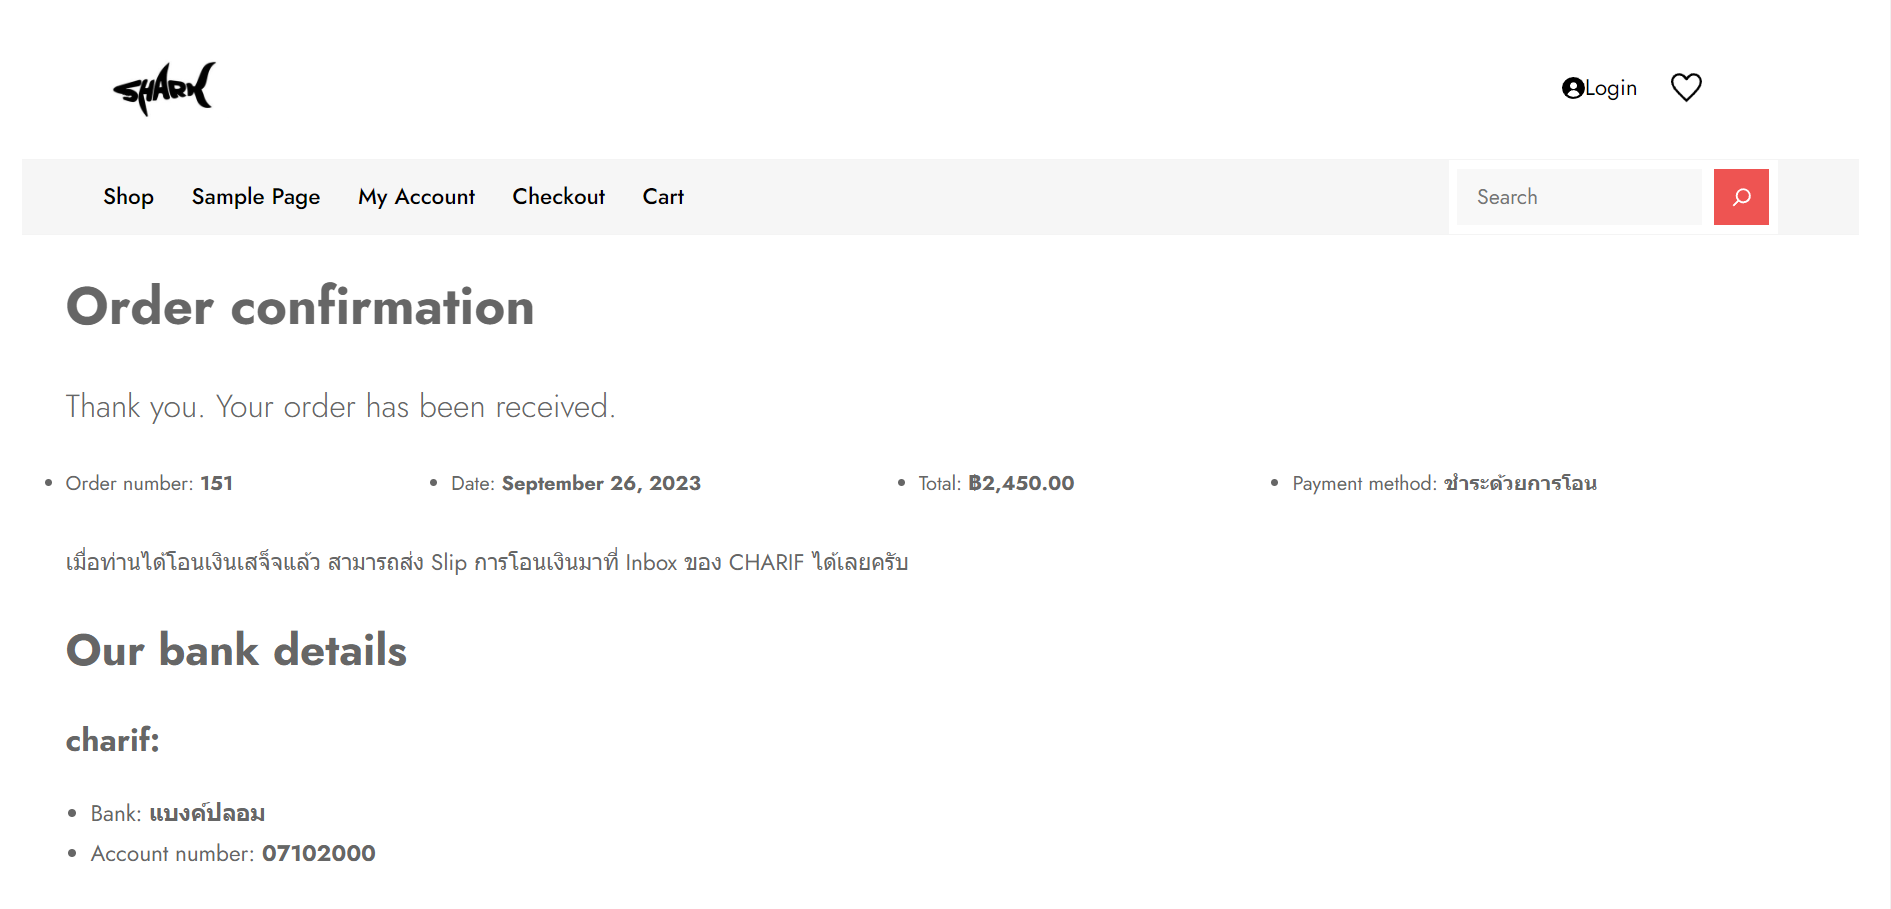 SHARK
Login
Shop Sample Page My Account Checkout Cart Search
Order confirmation
Thank you. Your order has been received.
Order number: 151 Date: September 26, 2023 Total: ฿2,450.00 Payment method: ชำระด้วยการโอน
เมื่อท่านได้โอนเงินเสจ็จแล้ว สามารถส่ง Slip การโอนเงินมาที่ Inbox ของ CHARIF ได้เลยครับ
Our bank details
charif:
Bank: แบงค์ปลอม
Account number: 07102000